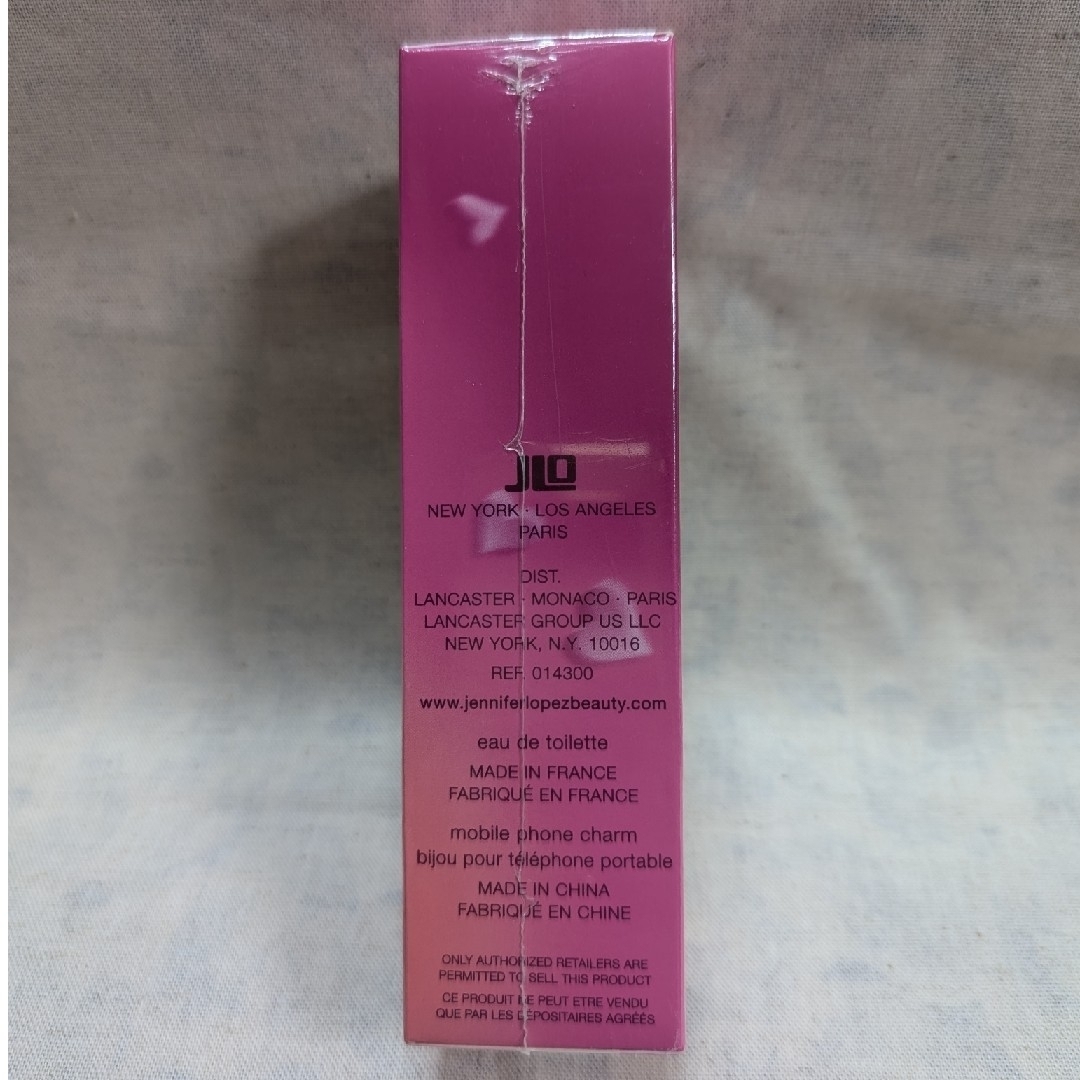 JLO
NEW YORK · LOS ANGELES
PARIS
DIST.
LANCASTER · MONACO · PARIS
LANCASTER GROUP US LLC
NEW YORK, N.Y. 10016
REF. 014300
www.jenniferlopezbeauty.com
eau de toilette
MADE IN FRANCE
FABRIQUÉ EN FRANCE
mobile phone charm
bijou pour téléphone portable
MADE IN CHINA
FABRIQUÉ EN CHINE
ONLY AUTHORIZED RETAILERS ARE
PERMITTED TO SELL THIS PRODUCT
CE PRODUIT NE PEUT ETRE VENDU
QUE PAR LES DÉPOSITAIRES AGRÉÉS